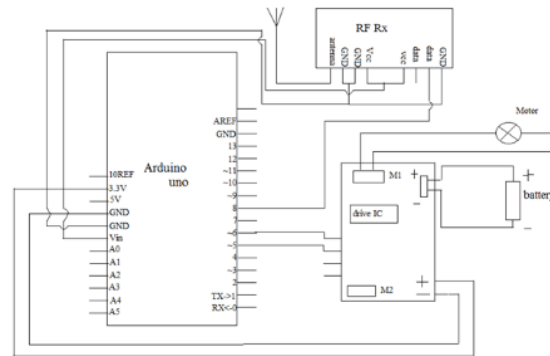 RF Rx
antenna
GND
GND
Vcc
vcc
data
data
GND
AREF
GND
13
12
~11
~10
~9
8
7
~6
~5
4
~3
2
TX->1
RX<-0
Arduino
uno
10REF
3.3V
5V
GND
GND
Vin
A0
A1
A2
A3
A4
A5
Motor
M1
+
-
drive IC
M2
+
-
+
battery
-